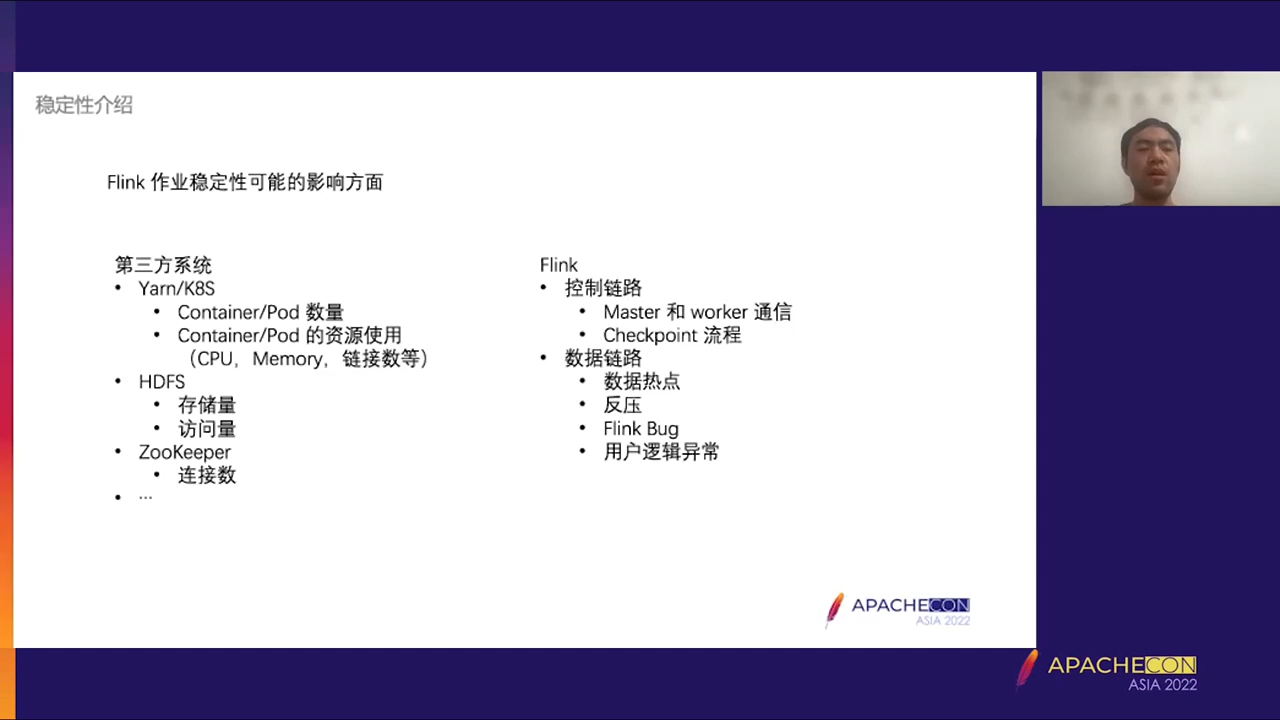 稳定性介绍
Flink 作业稳定性可能的影响方面
第三方系统
• Yarn/K8S
• Container/Pod 数量
• Container/Pod 的资源使用
（CPU，Memory，链接数等）
• HDFS
• 存储量
• 访问量
• ZooKeeper
• 连接数
• ...
Flink
• 控制链路
• Master 和 worker 通信
• Checkpoint 流程
• 数据链路
• 数据热点
• 反压
• Flink Bug
• 用户逻辑异常
APACHECON
ASIA 2022
APACHECON
ASIA 2022